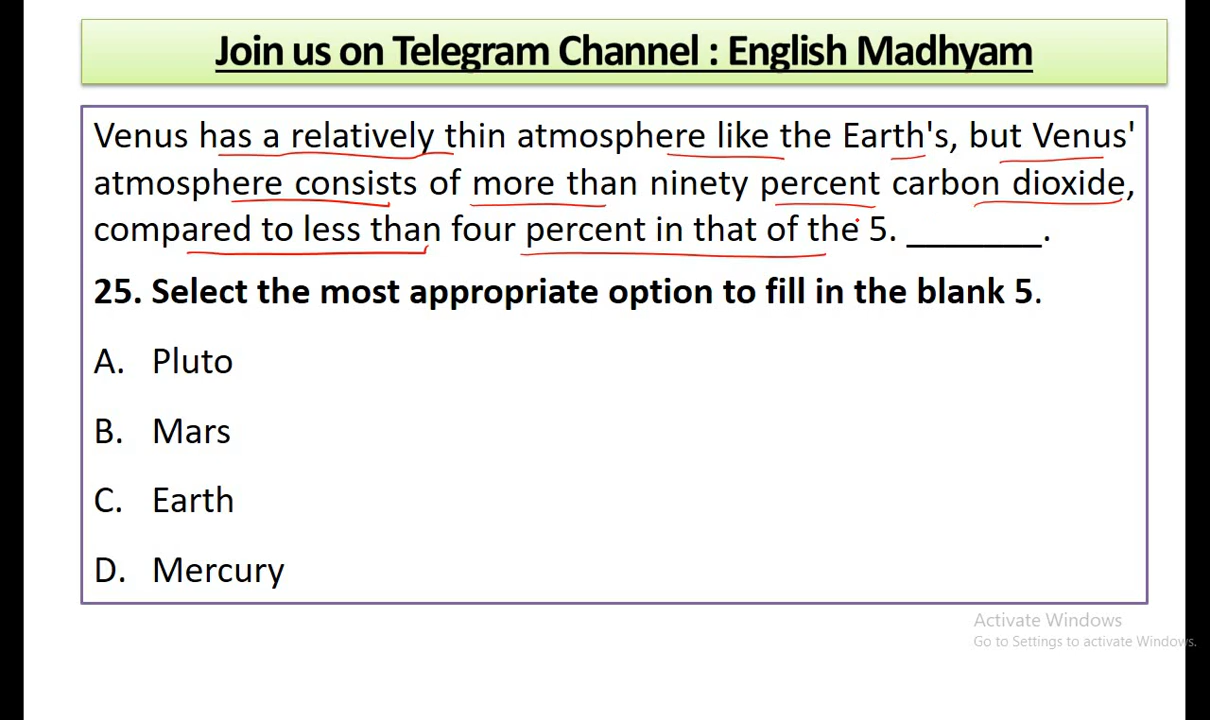 Join us on Telegram Channel : English Madhyam
Venus has a relatively thin atmosphere like the Earth's, but Venus'
atmosphere consists of more than ninety percent carbon dioxide,
compared to less than four percent in that of the 5. _______.
25. Select the most appropriate option to fill in the blank 5.
A. Pluto
B. Mars
C. Earth
D. Mercury
Activate Windows
Go to Settings to activate Windows.